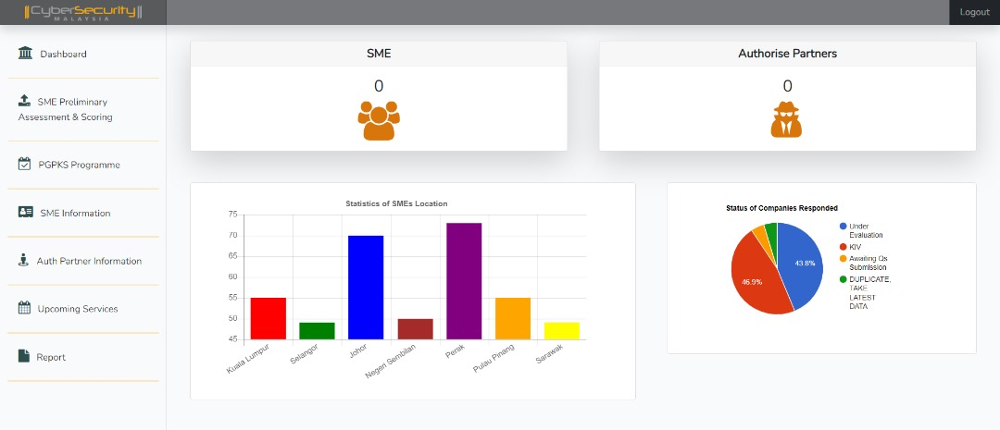 CyberSecurity
MALAYSIA
Logout
Dashboard
SME Preliminary
Assessment & Scoring
PGPKS Programme
SME Information
Auth Partner Information
Upcoming Services
Report
SME
0
Authorise Partners
0
Statistics of SMEs Location
75
70
65
60
55
50
45
Kuala Lumpur
Selangor
Johor
Negeri Sembilan
Perak
Pulau Pinang
Sarawak
Status of Companies Responded
43.8%
46.9%
Under
Evaluation
KIV
Awaiting Qs
Submission
DUPLICATE,
TAKE
LATEST
DATA